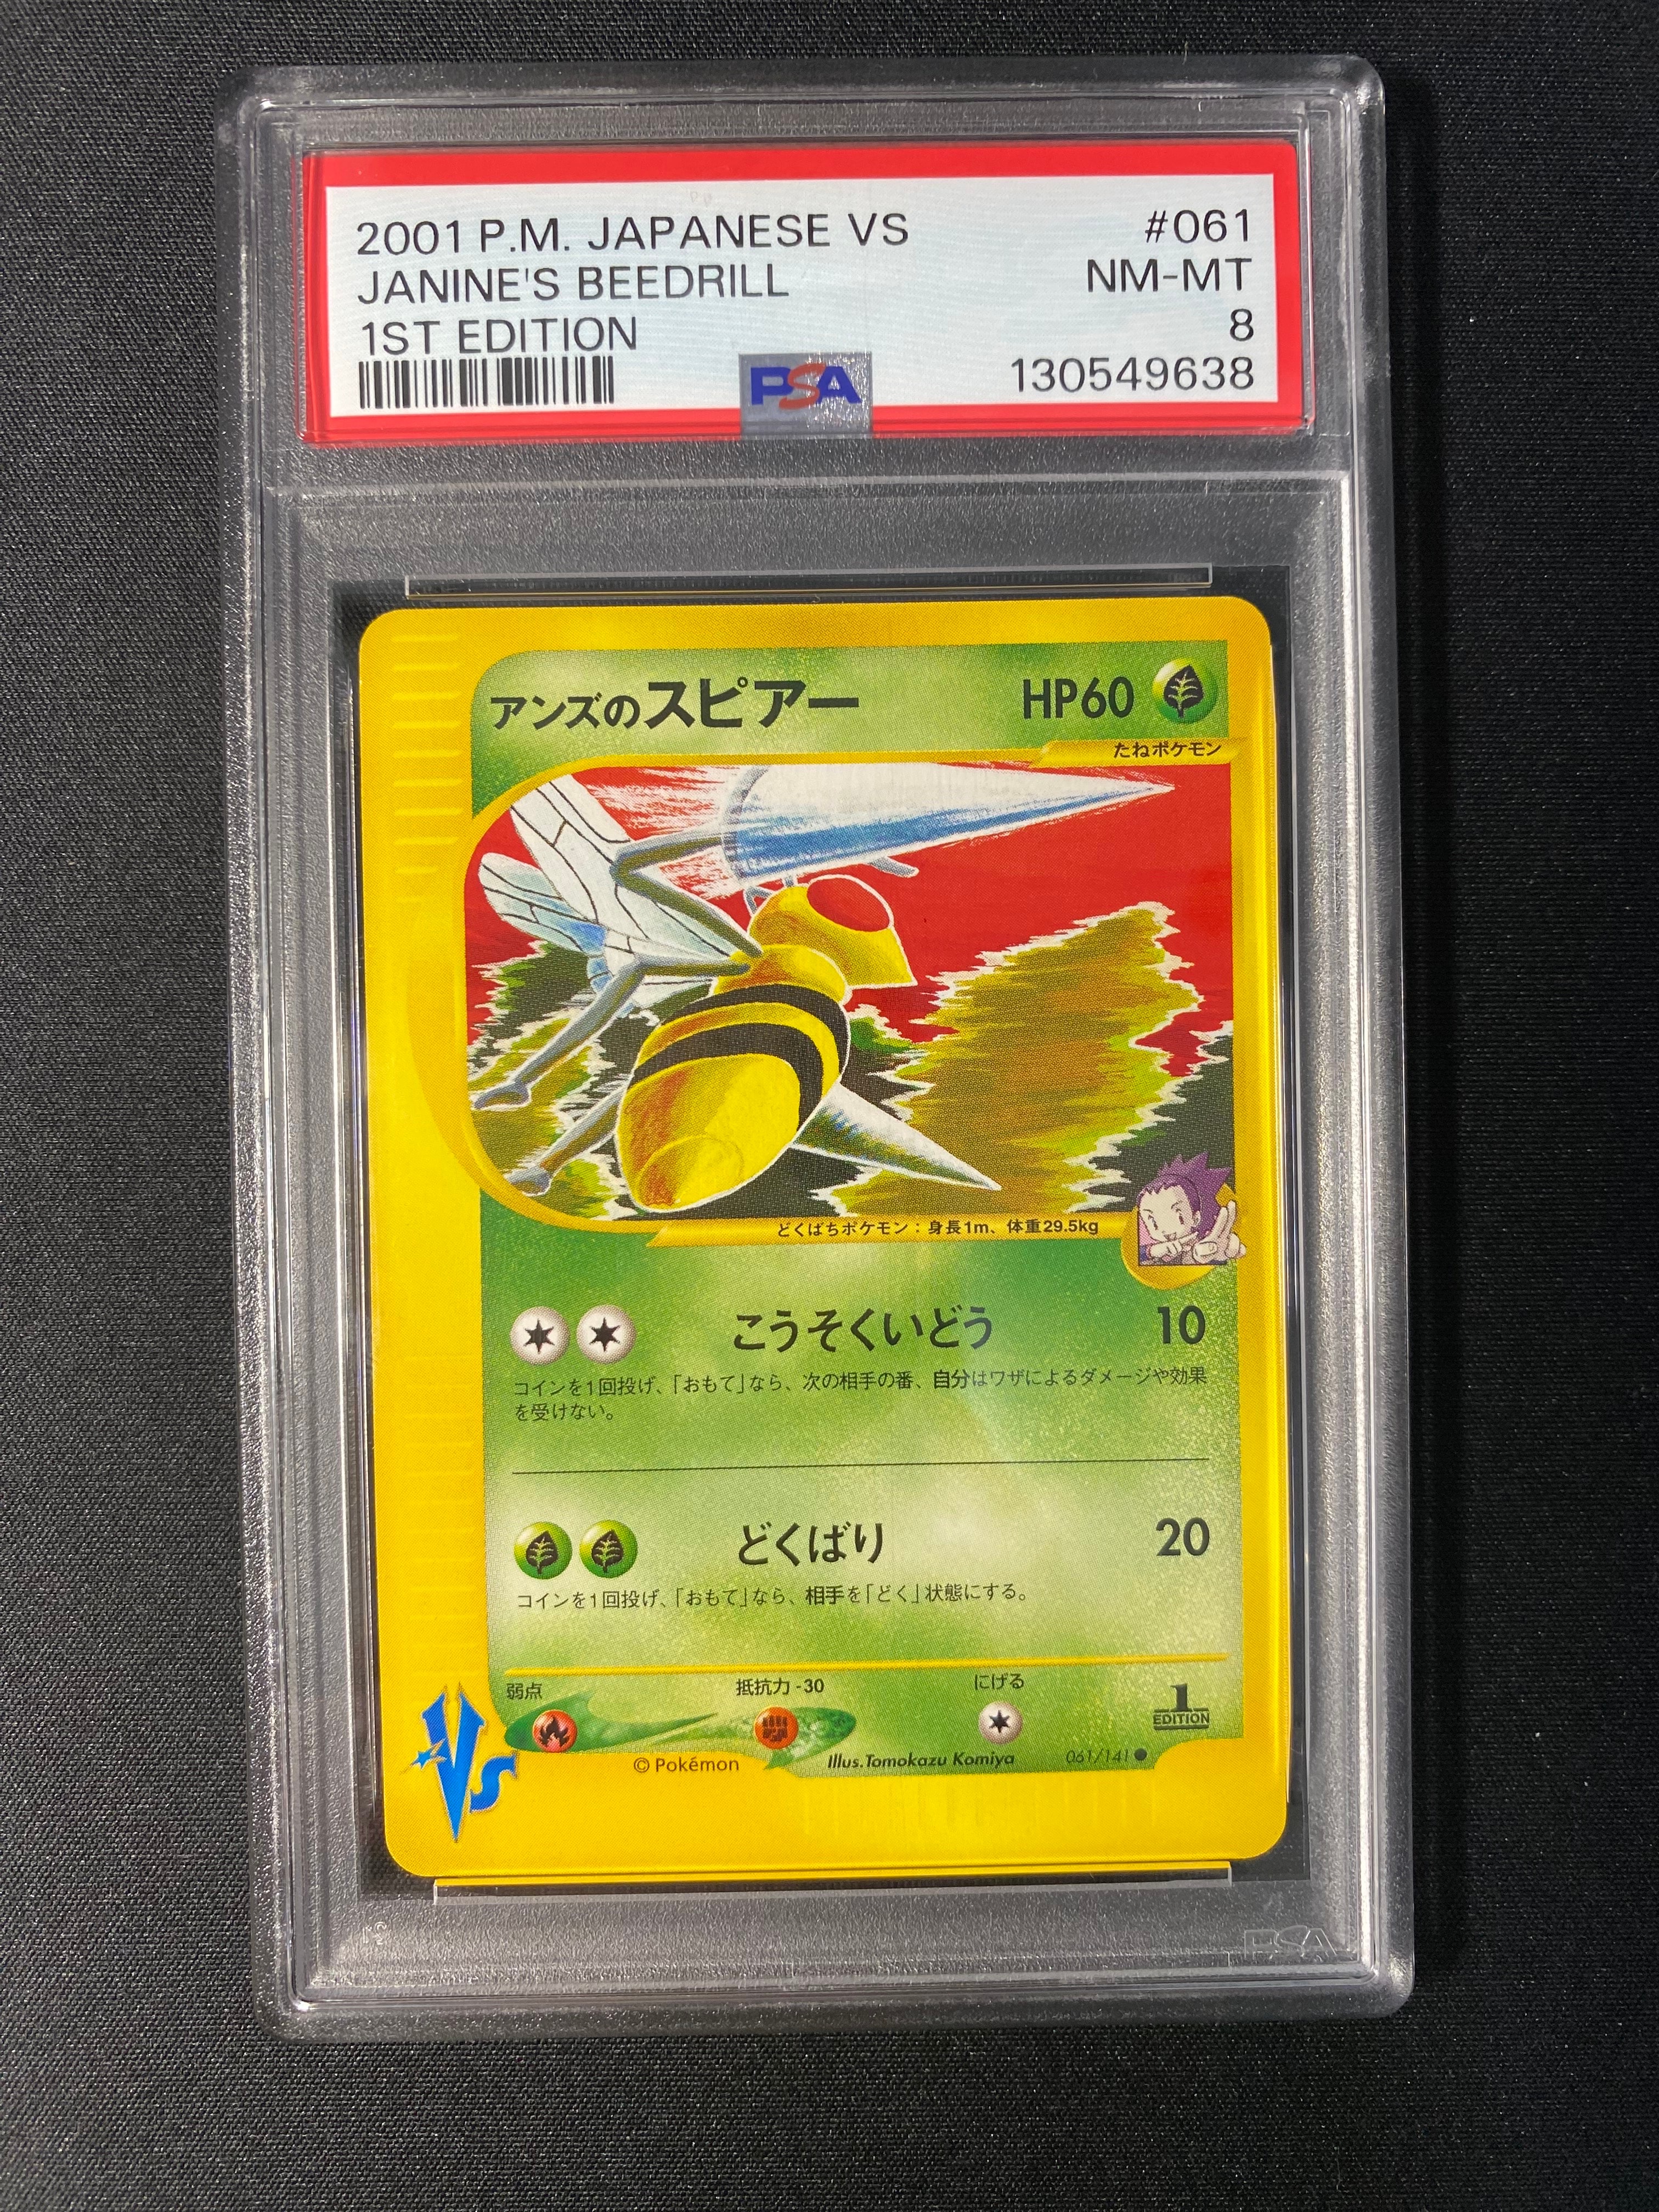 2001 P.M. JAPANESE VS #061
JANINE'S BEEDRILL NM-MT
1ST EDITION 8
PSA 130549638
アンズのスピアー HP60
たねポケモン
どくばちポケモン：身長1m、体重29.5kg
こうそくいどう 10
コインを1回投げ、「おもて」なら、次の相手の番、自分はワザによるダメージや効果
を受けない。
どくばり 20
コインを1回投げ、「おもて」なら、相手を「どく」状態にする。
弱点 抵抗力-30 にげる
1
EDITION
VS
© Pokémon Illus.Tomokazu Komiya 061/141●
PSA